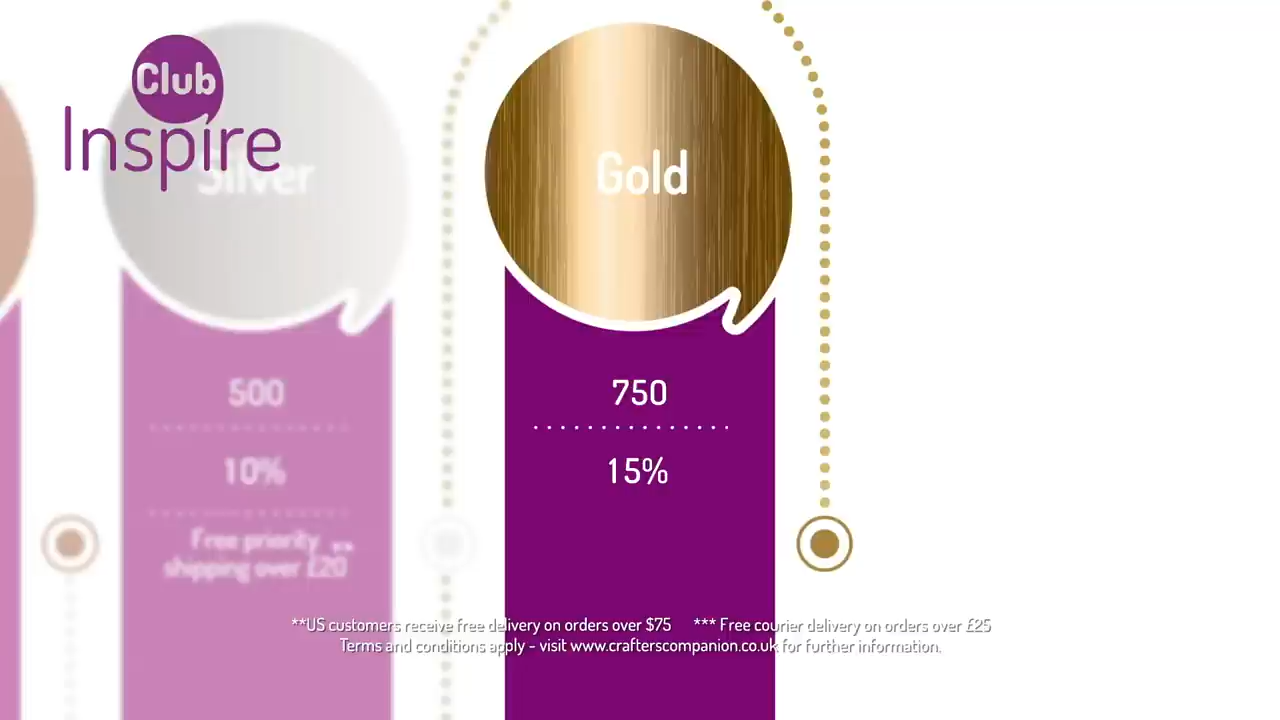 Club
Inspire
Silver
Gold
500
750
10%
15%
Free priority **
shipping over £20
**US customers receive free delivery on orders over $75 *** Free courier delivery on orders over £25
Terms and conditions apply - visit www.crafterscompanion.co.uk for further information.